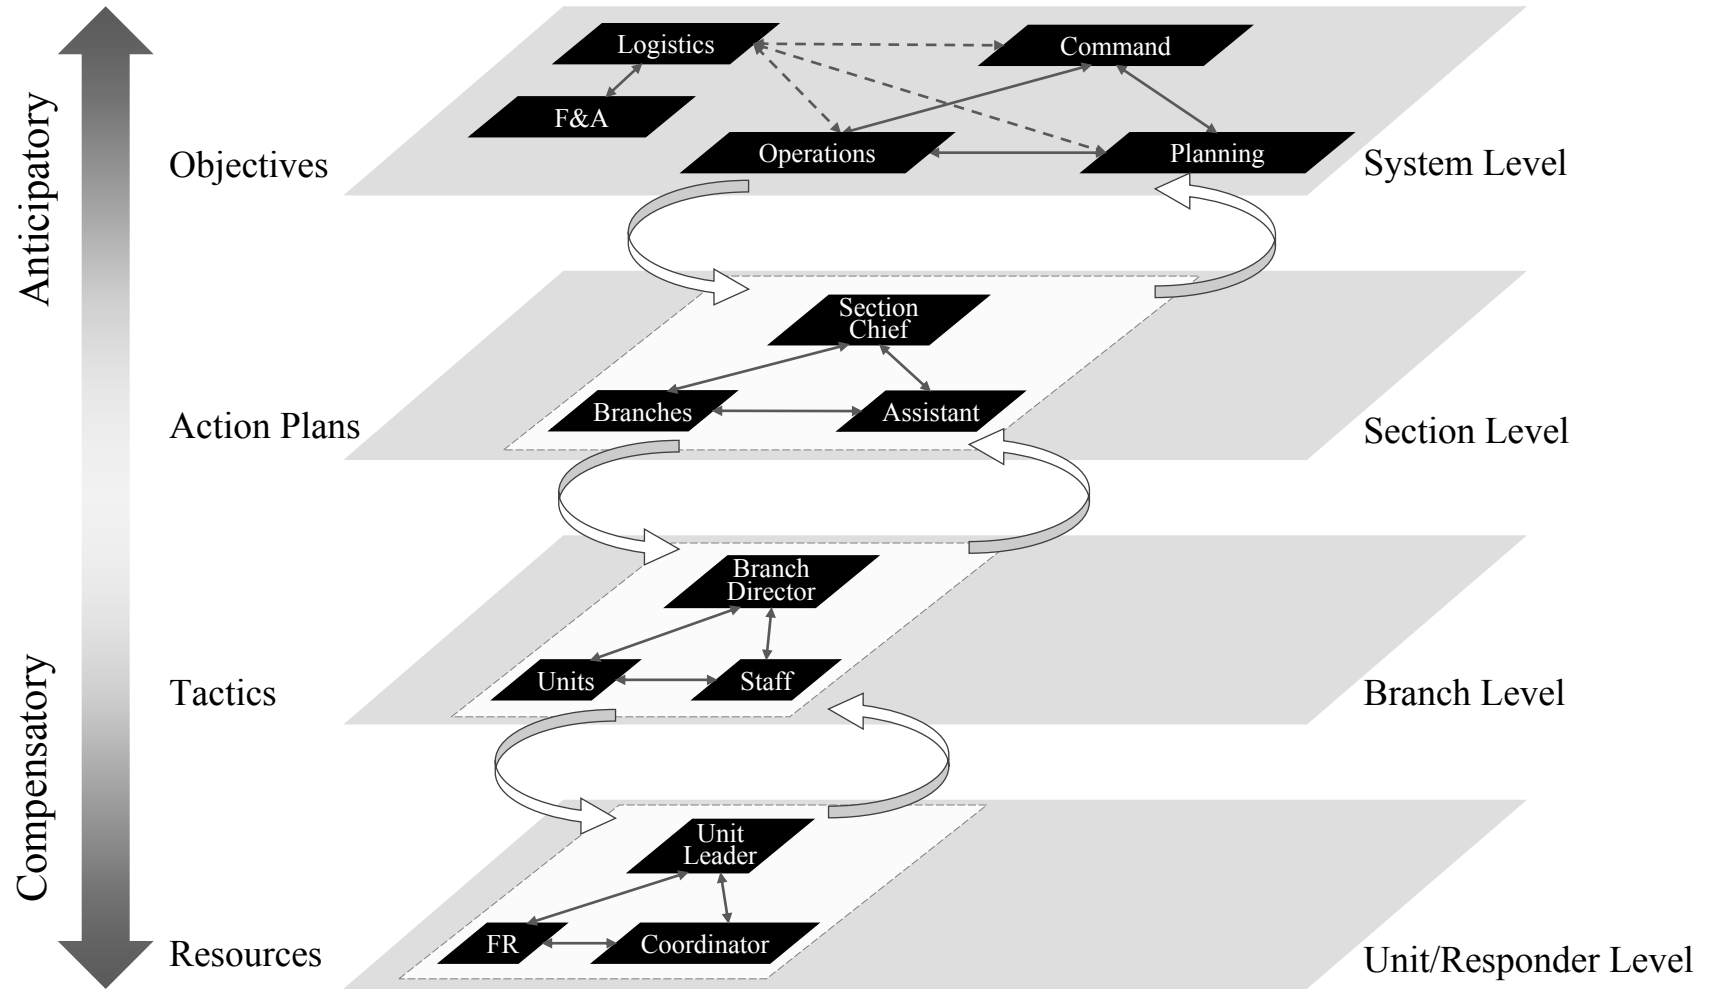 Anticipatory
Compensatory
Logistics
Command
F&A
Operations
Planning
Objectives
System Level
Section
Chief
Branches
Assistant
Action Plans
Section Level
Branch
Director
Units
Staff
Tactics
Branch Level
Unit
Leader
FR
Coordinator
Resources
Unit/Responder Level